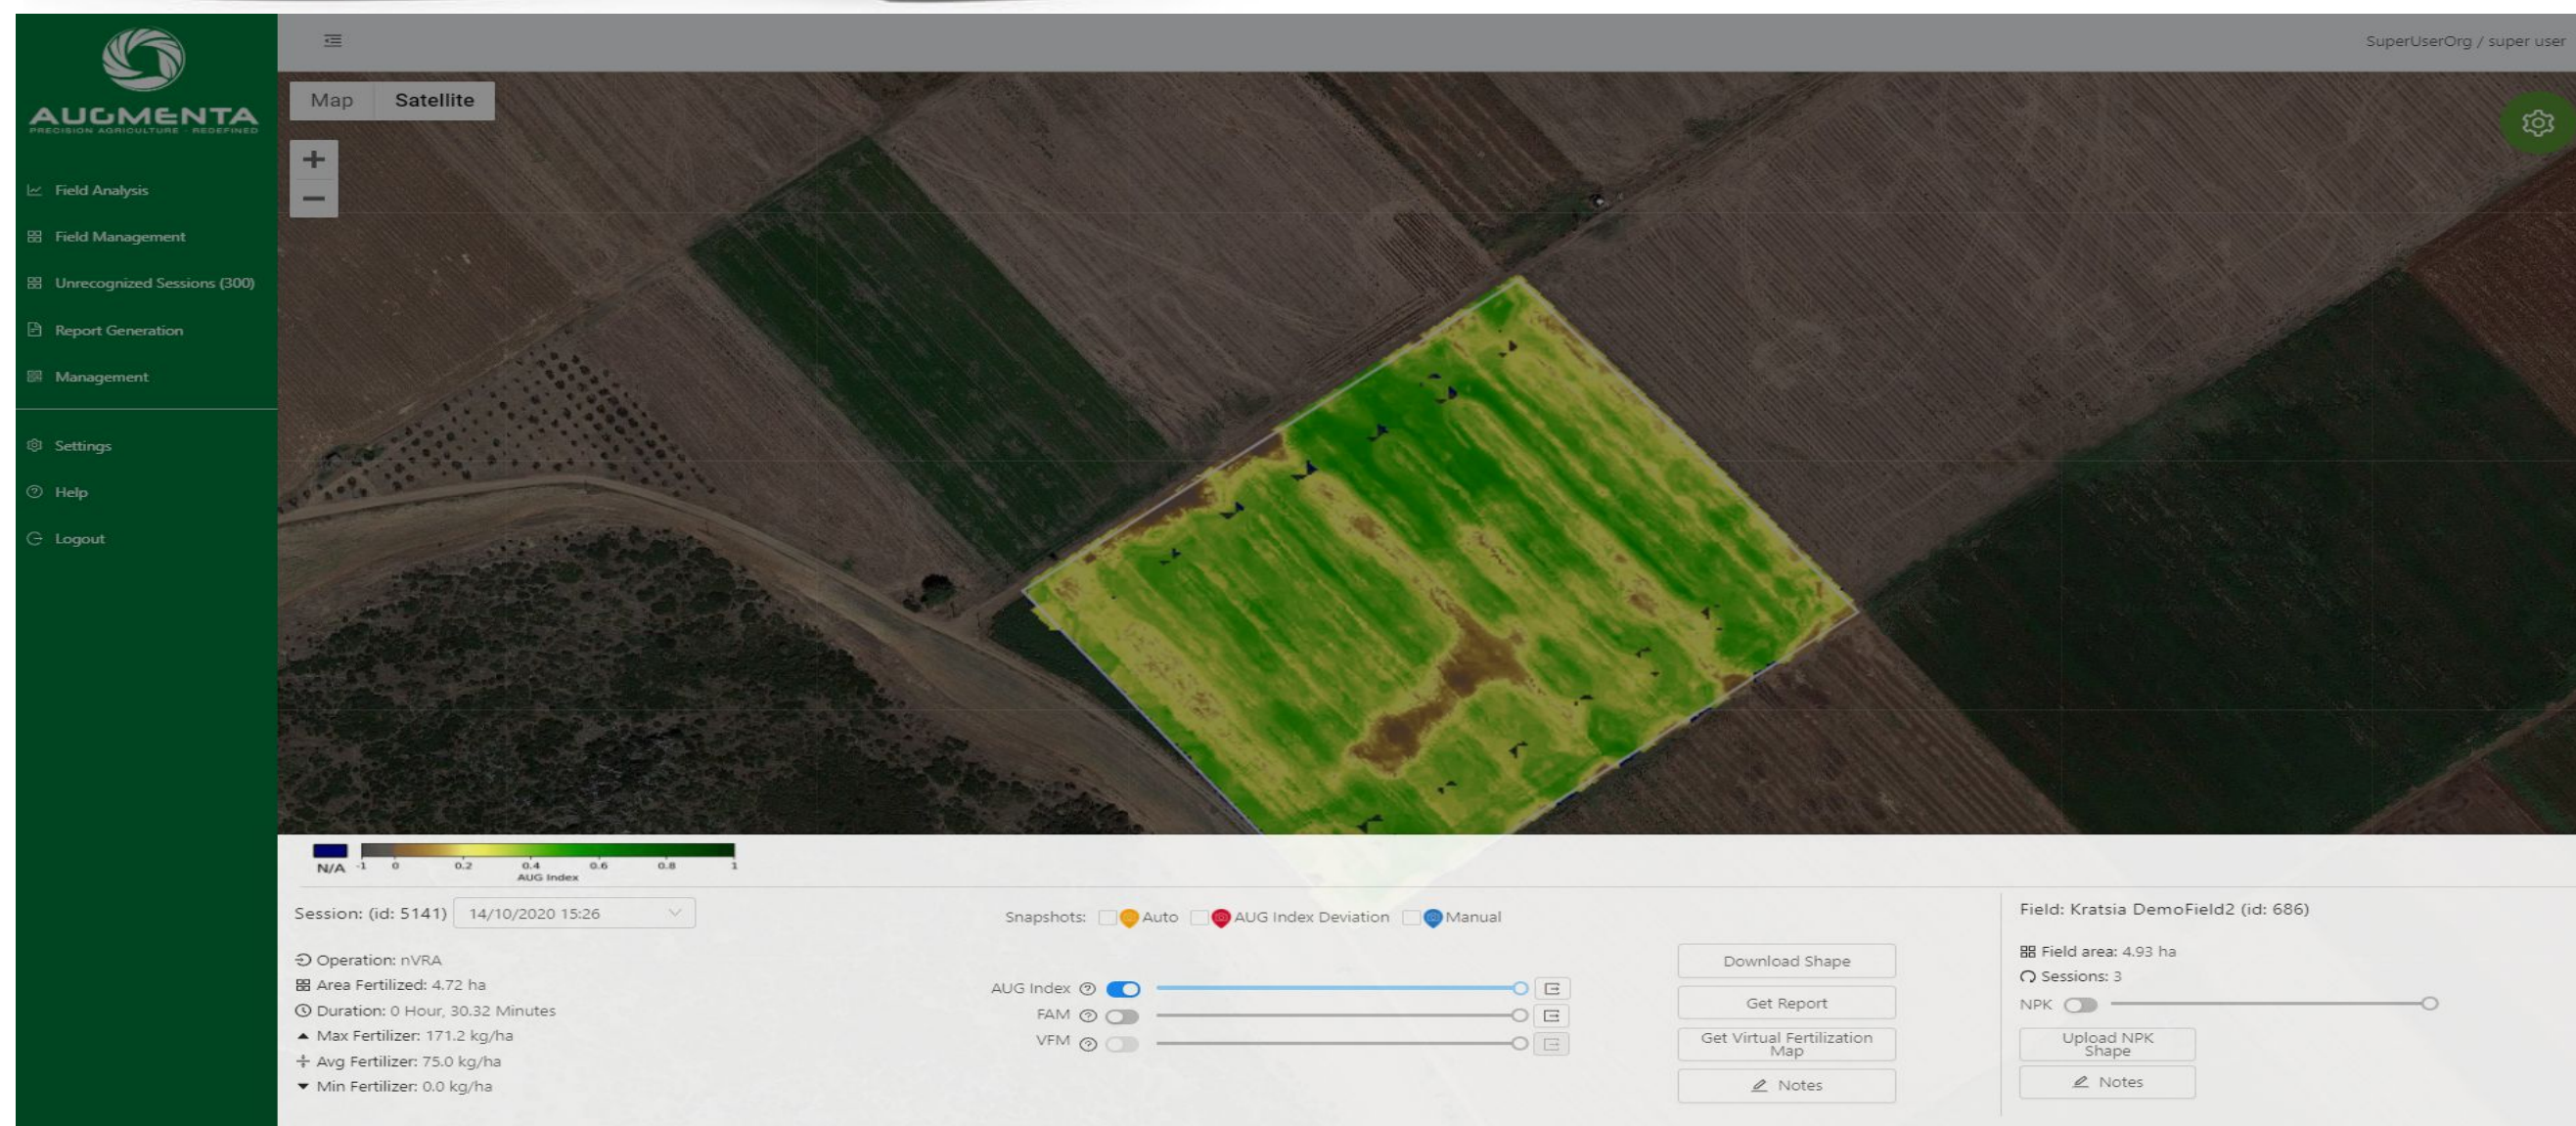 AUGMENTA
PRECISION AGRICULTURE - REDEFINED
Field Analysis
Field Management
Unrecognized Sessions (300)
Report Generation
Management
Settings
Help
Logout
SuperUserOrg / super user
Map Satellite
+
−
N/A -1 0 0.2 0.4 0.6 0.8 1
AUG Index
Session: (id: 5141) 14/10/2020 15:26
Operation: nVRA
Area Fertilized: 4.72 ha
Duration: 0 Hour, 30.32 Minutes
Max Fertilizer: 171.2 kg/ha
Avg Fertilizer: 75.0 kg/ha
Min Fertilizer: 0.0 kg/ha
Snapshots: Auto AUG Index Deviation Manual
AUG Index
FAM
VFM
Download Shape
Get Report
Get Virtual Fertilization
Map
Notes
Field: Kratsia DemoField2 (id: 686)
Field area: 4.93 ha
Sessions: 3
NPK
Upload NPK
Shape
Notes